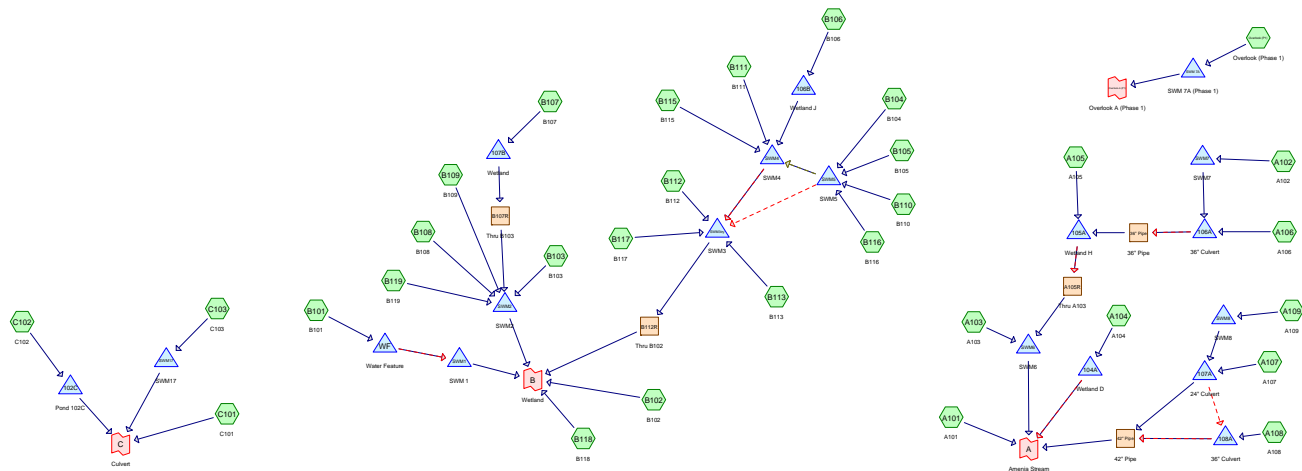 B106
B106
Overlook (Phase 1)
B111
B111
106B
Wetland J
SWM 7A (Phase 1)
Overlook A (Phase 1)
B107
B107
B115
B115
B104
B104
107B
Wetland
SWM4
SWM4
B105
B105
A105
A105
SWM7
SWM7
A102
A102
B109
B109
B112
B112
SWM5
SWM5
B110
B110
B107R
Thru B103
B108
B108
B117
B117
SWM3
B116
B116
105A
Wetland H
36" Pipe
106A
36" Culvert
A106
A106
B103
B103
B119
B119
A105R
Thru A103
B113
B113
C102
C102
C103
C103
B101
B101
SWM2
SWM2
B112R
Thru B102
A103
A103
A104
A104
SWM8
SWM8
A109
A109
WF
Water Feature
SWM1
SWM 1
SWM6
SWM6
SWM17
SWM17
102C
Pond 102C
B
Wetland
B102
B102
104A
Wetland D
107A
24" Culvert
A107
A107
C101
C101
A101
A101
C
Culvert
B118
B118
A
Amenia Stream
42" Pipe
42" Pipe
108A
36" Culvert
A108
A108